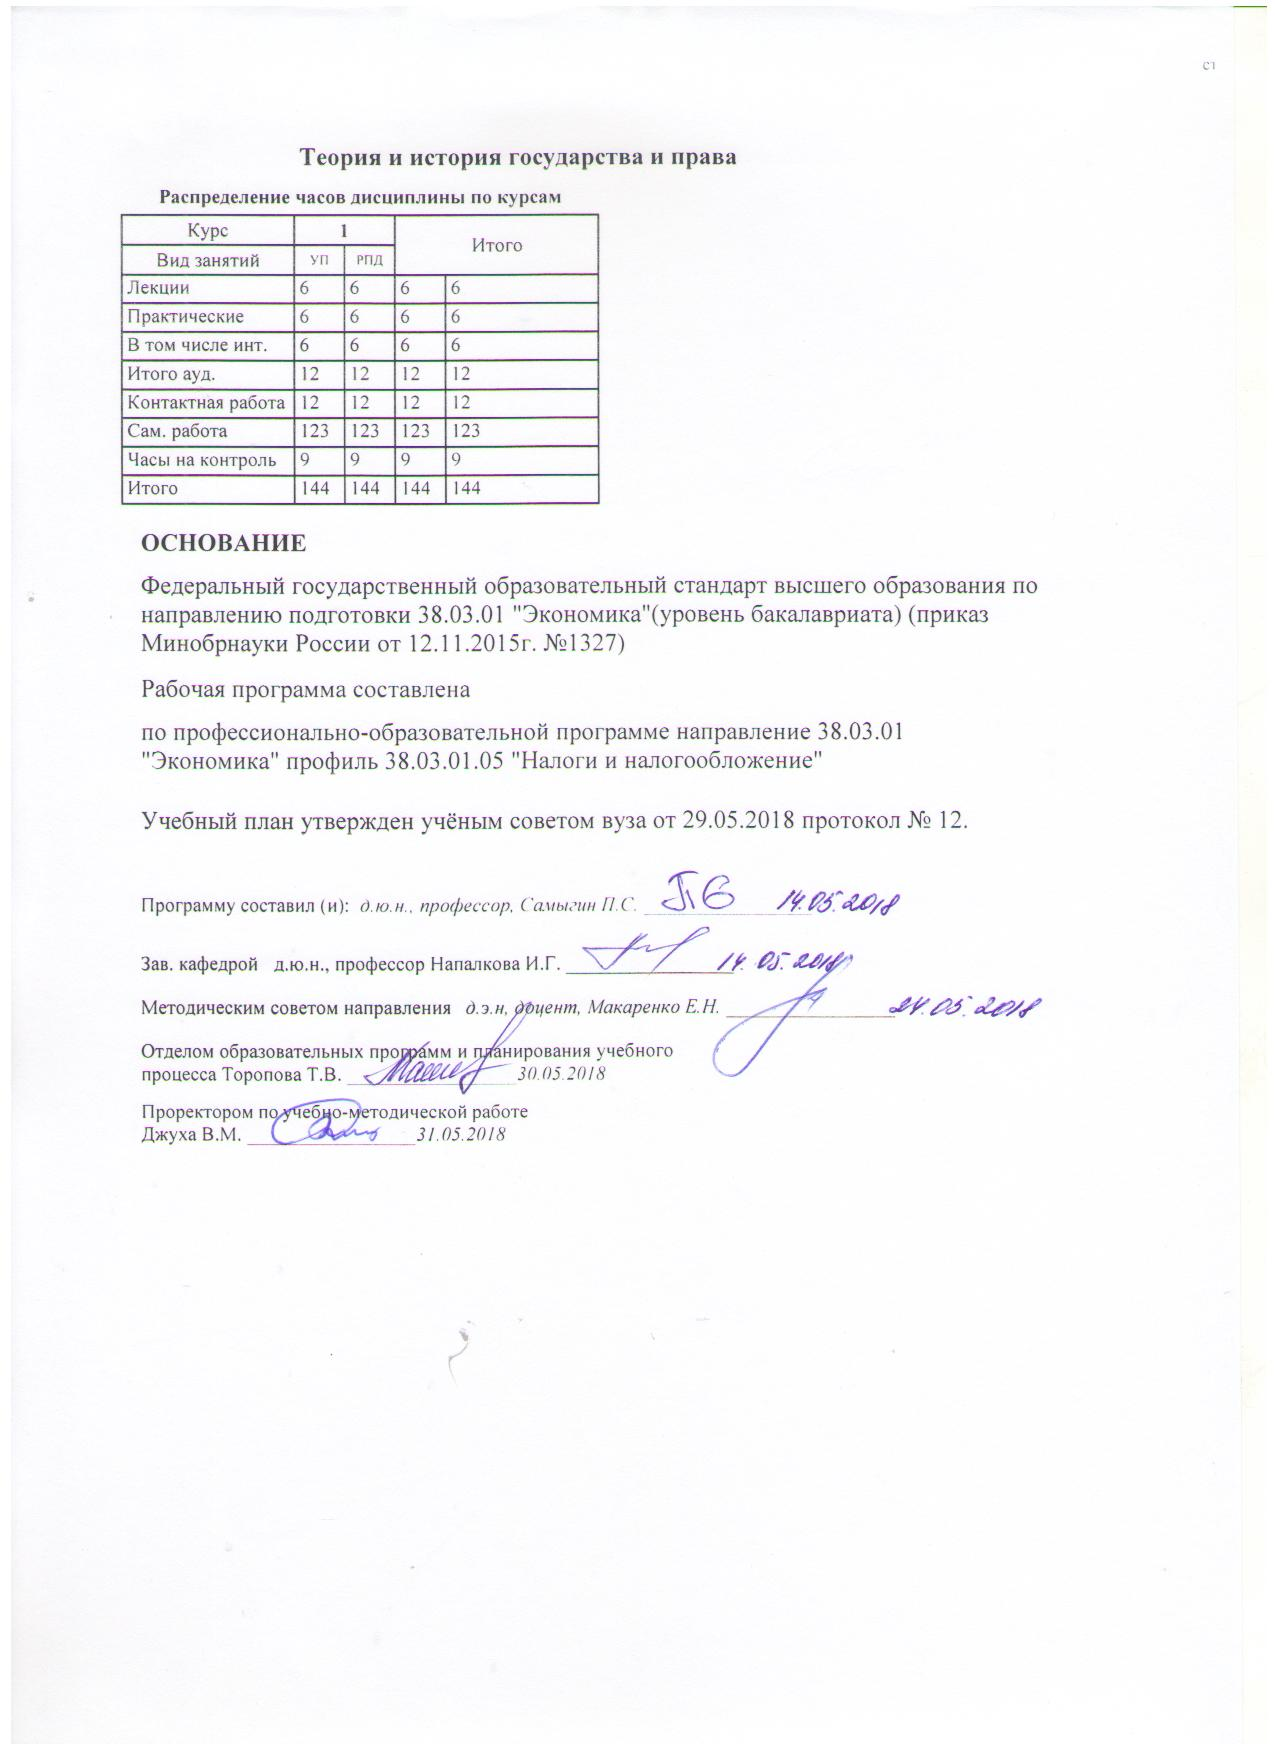 Теория и история государства и права
Распределение часов дисциплины по курсам
Курс 1 Итого
Вид занятий УП РПД
Лекции 6 6 6 6
Практические 6 6 6 6
В том числе инт. 6 6 6 6
Итого ауд. 12 12 12 12
Контактная работа 12 12 12 12
Сам. работа 123 123 123 123
Часы на контроль 9 9 9 9
Итого 144 144 144 144
ОСНОВАНИЕ
Федеральный государственный образовательный стандарт высшего образования по
направлению подготовки 38.03.01 "Экономика"(уровень бакалавриата) (приказ
Минобрнауки России от 12.11.2015г. №1327)
Рабочая программа составлена
по профессионально-образовательной программе направление 38.03.01
"Экономика" профиль 38.03.01.05 "Налоги и налогообложение"
Учебный план утвержден учёным советом вуза от 29.05.2018 протокол № 12.
Программу составил (и): д.ю.н., профессор, Самыгин П.С. 14.05.2018
Зав. кафедрой д.ю.н., профессор Напалкова И.Г. 14.05.2018
Методическим советом направления д.э.н, доцент, Макаренко Е.Н. 24.05.2018
Отделом образовательных программ и планирования учебного
процесса Торопова Т.В. 30.05.2018
Проректором по учебно-методической работе
Джуха В.М. 31.05.2018